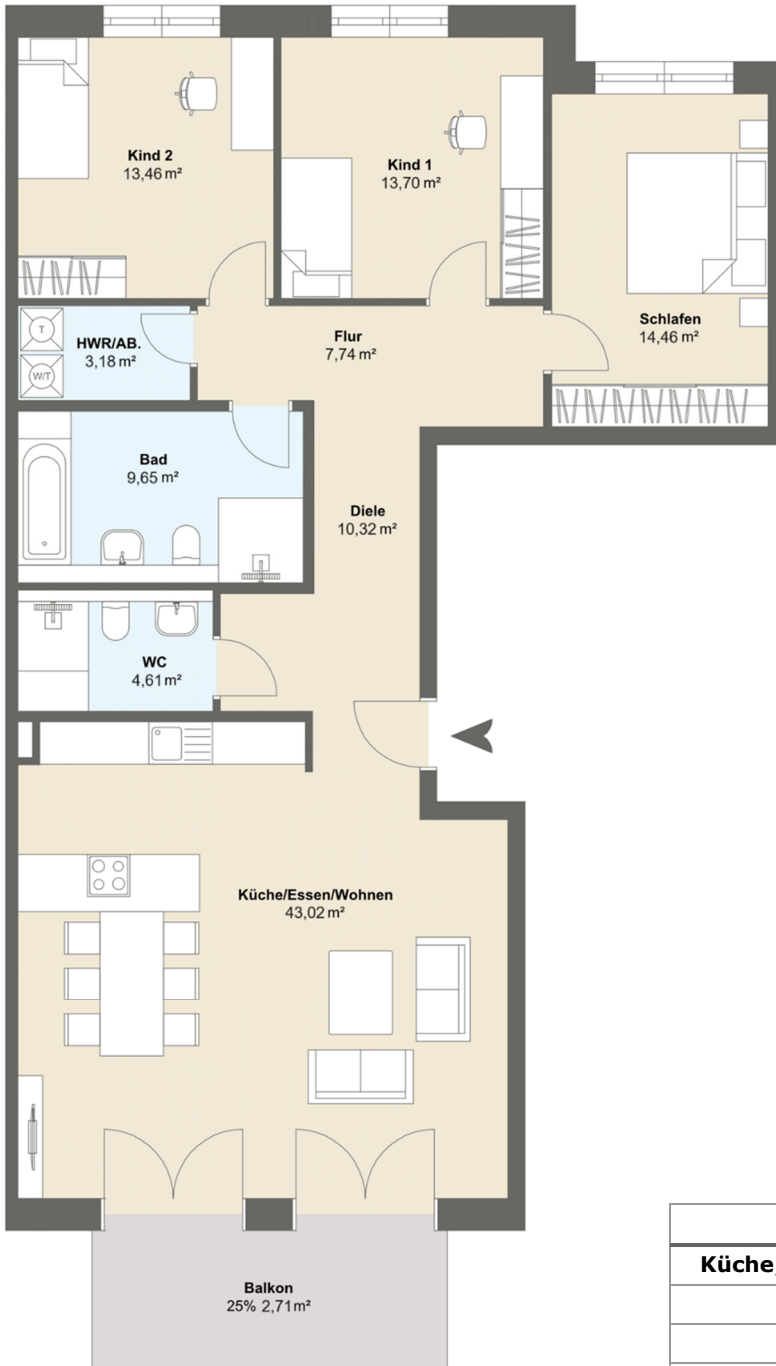 Kind 2
13,46 m²
Kind 1
13,70 m²
Schlafen
14,46 m²
T
W/T
HWR/AB.
3,18 m²
Flur
7,74 m²
Bad
9,65 m²
Diele
10,32 m²
WC
4,61 m²
Küche/Essen/Wohnen
43,02 m²
Balkon
25% 2,71 m²
Küche